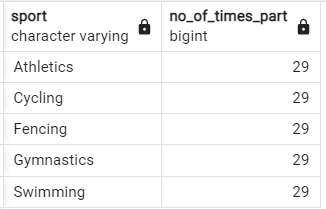 sport no_of_times_part
character varying bigint
Athletics 29
Cycling 29
Fencing 29
Gymnastics 29
Swimming 29